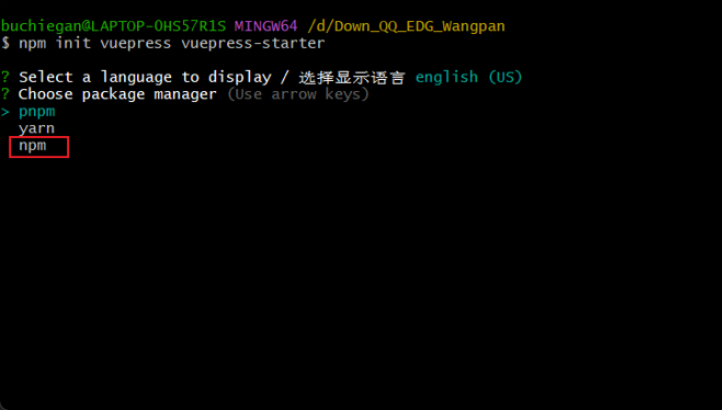 buchiegan@LAPTOP-OHS57R1S MINGW64 /d/Down_QQ_EDG_Wangpan
$ npm init vuepress vuepress-starter
? Select a language to display / 选择显示语言 english (US)
? Choose package manager (Use arrow keys)
> pnpm
yarn
npm